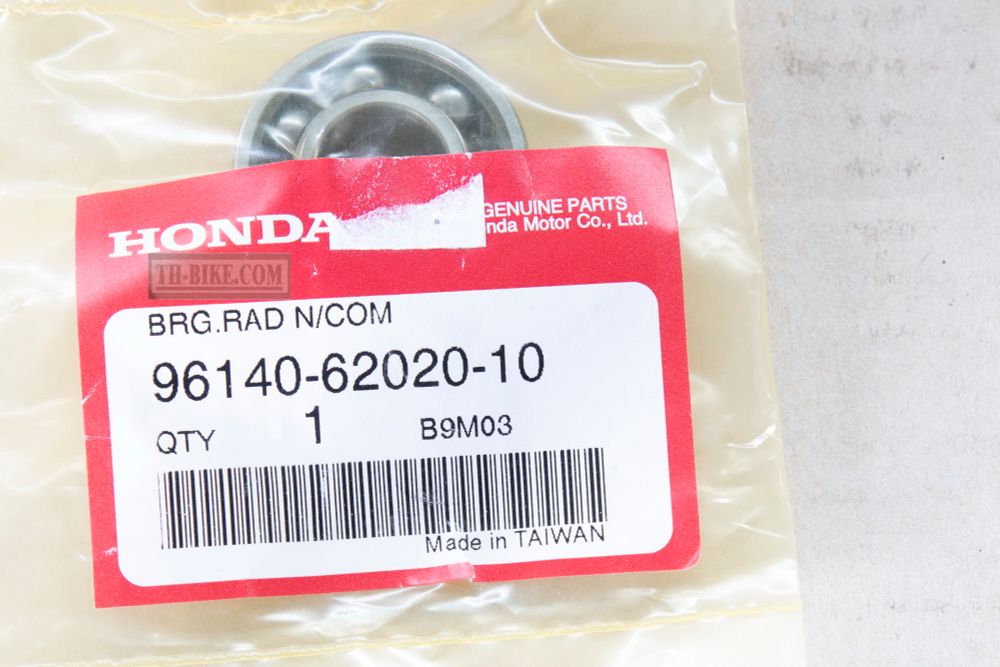 HONDA
GENUINE PARTS
nda Motor Co., Ltd.
TH-BIKE.COM
BRG.RAD N/COM
96140-62020-10
QTY 1 B9M03
Made in TAIWAN